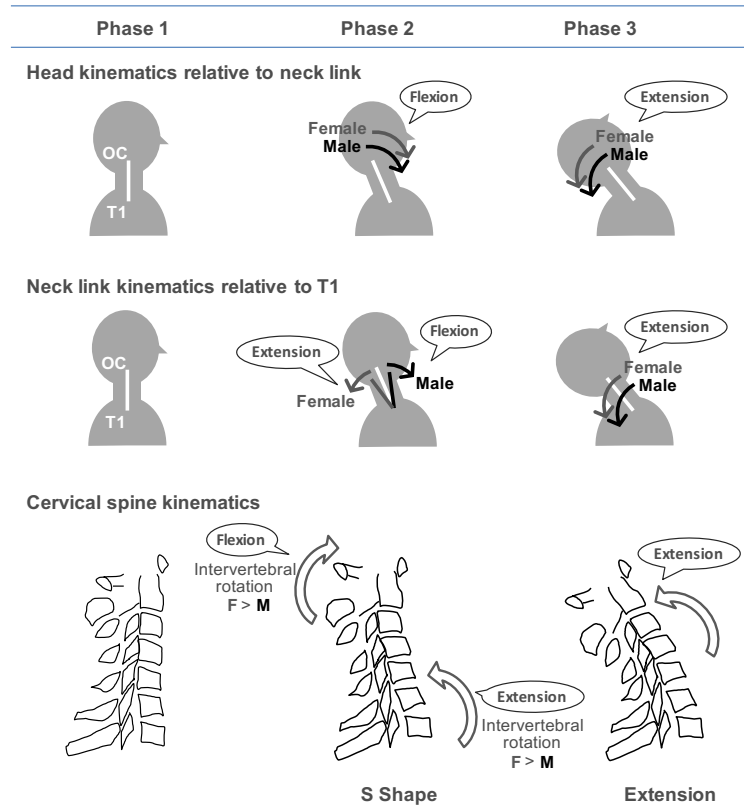 Phase 1 Phase 2 Phase 3
Head kinematics relative to neck link
Flexion
Extension
OC
T1
Female
Male
Female
Male
Neck link kinematics relative to T1
OC
T1
Extension
Flexion
Female
Male
Extension
Female
Male
Cervical spine kinematics
Flexion
Intervertebral
rotation
F > M
Extension
Intervertebral
rotation
F > M
Extension
S Shape
Extension